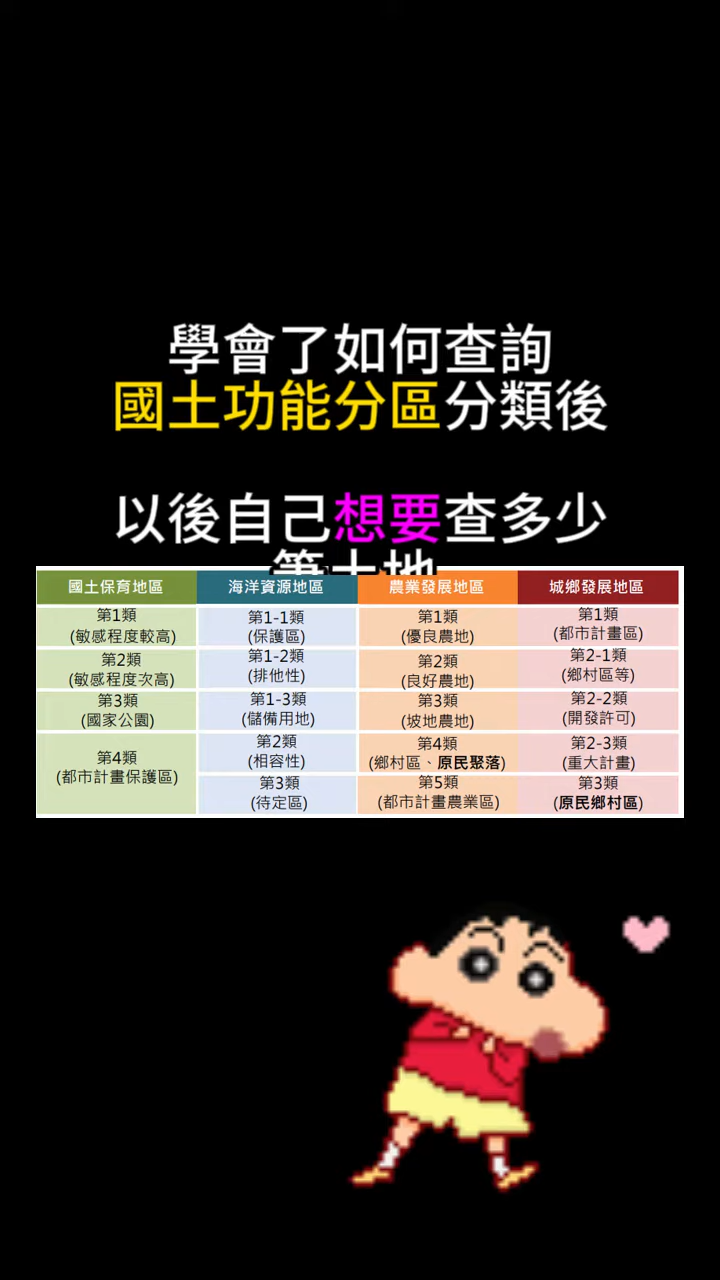 學會了如何查詢
國土功能分區分類後
以後自己想要查多少
筆土地
國土保育地區 海洋資源地區 農業發展地區 城鄉發展地區
第1類 第1-1類 第1類 第1類
(敏感程度較高) (保護區) (優良農地) (都市計畫區)
第2類 第1-2類 第2類 第2-1類
(敏感程度次高) (排他性) (良好農地) (鄉村區等)
第3類 第1-3類 第3類 第2-2類
(國家公園) (儲備用地) (坡地農地) (開發許可)
第4類 第2類 第4類 第2-3類
(都市計畫保護區) (相容性) (鄉村區、原民聚落) (重大計畫)
第3類 第5類 第3類
(待定區) (都市計畫農業區) (原民鄉村區)